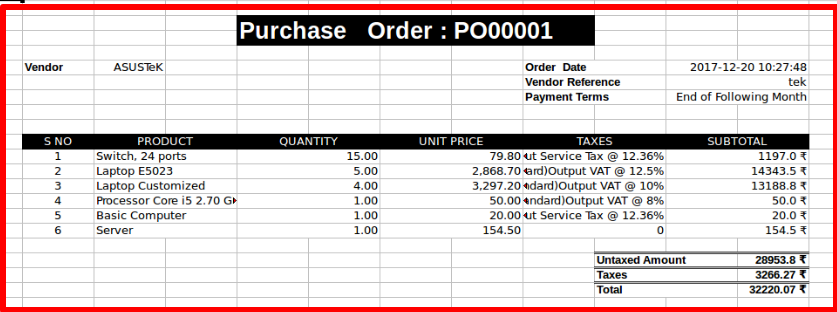 Purchase Order : PO00001
Vendor ASUSTeK Order Date 2017-12-20 10:27:48
Vendor Reference tek
Payment Terms End of Following Month
S NO PRODUCT QUANTITY UNIT PRICE TAXES SUBTOTAL
1 Switch, 24 ports 15.00 79.80 ut Service Tax @ 12.36% 1197.0 ₹
2 Laptop E5023 5.00 2,868.70 ard)Output VAT @ 12.5% 14343.5 ₹
3 Laptop Customized 4.00 3,297.20 ndard)Output VAT @ 10% 13188.8 ₹
4 Processor Core i5 2.70 G 1.00 50.00 andard)Output VAT @ 8% 50.0 ₹
5 Basic Computer 1.00 20.00 ut Service Tax @ 12.36% 20.0 ₹
6 Server 1.00 154.50 0 154.5 ₹
Untaxed Amount 28953.8 ₹
Taxes 3266.27 ₹
Total 32220.07 ₹